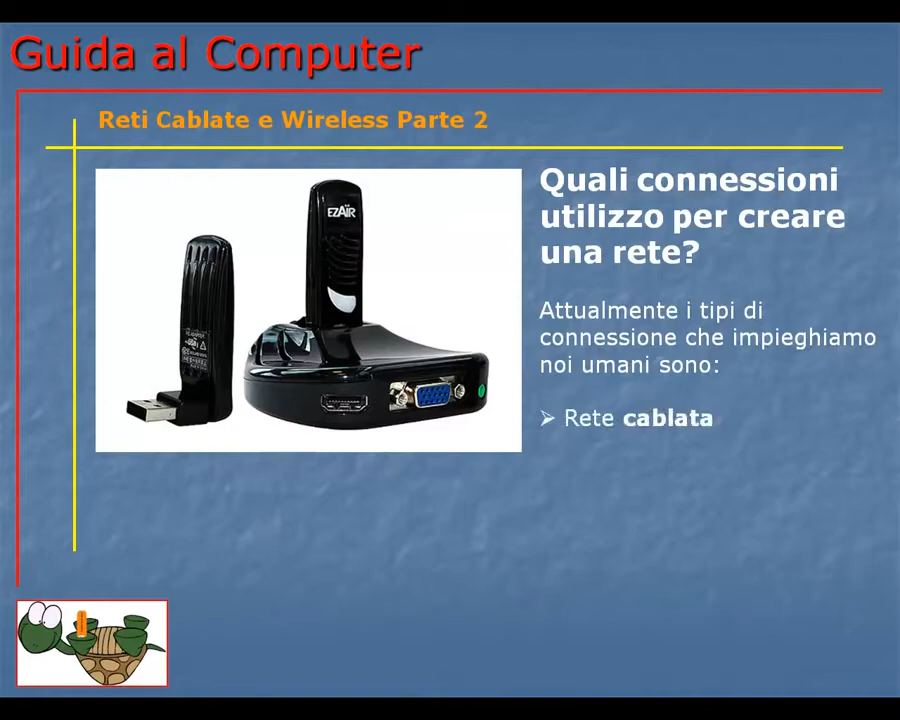 Guida al Computer
Reti Cablate e Wireless Parte 2
Quali connessioni
utilizzo per creare
una rete?
EZAiR
Attualmente i tipi di
connessione che impieghiamo
noi umani sono:
➢ Rete cablata